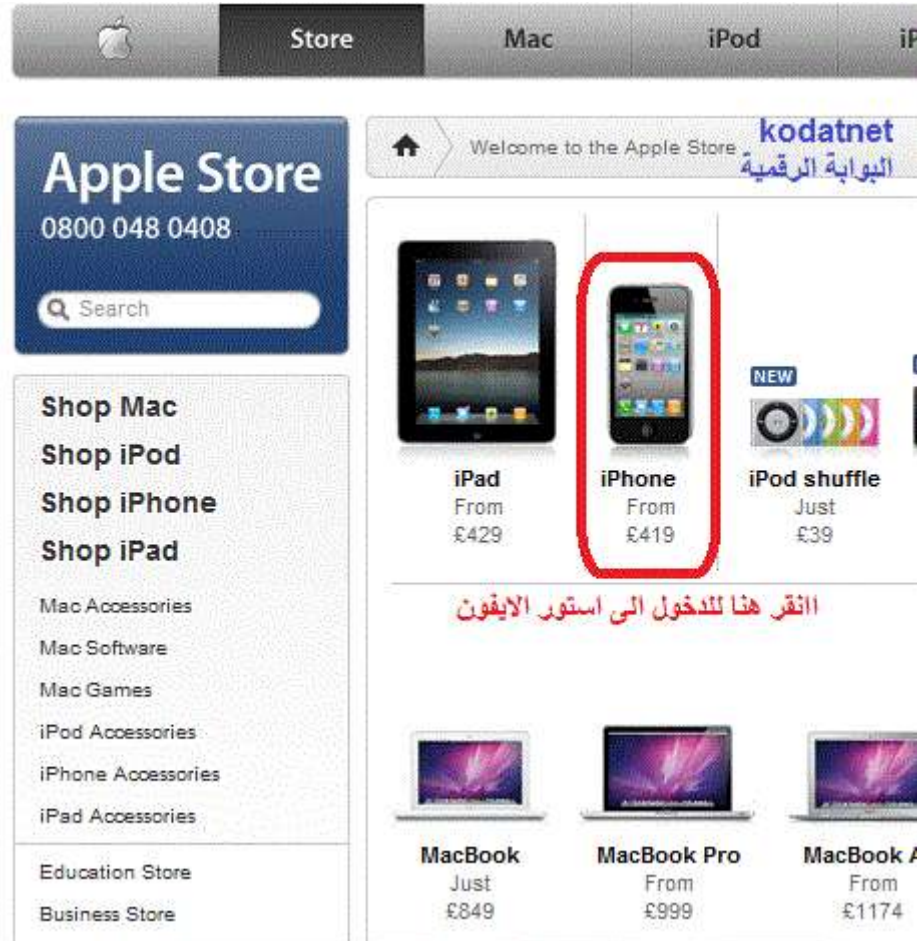 Store
Mac
iPod
Apple Store
0800 048 0408
Search
Welcome to the Apple Store
kodatnet
البوابة الرقمية
iPad
From
£429
iPhone
From
£419
NEW
iPod shuffle
Just
£39
اانقر هنا للدخول الى استور الايفون
Shop Mac
Shop iPod
Shop iPhone
Shop iPad
Mac Accessories
Mac Software
Mac Games
iPod Accessories
iPhone Accessories
iPad Accessories
Education Store
Business Store
MacBook
Just
£849
MacBook Pro
From
£999
MacBook A
From
£1174